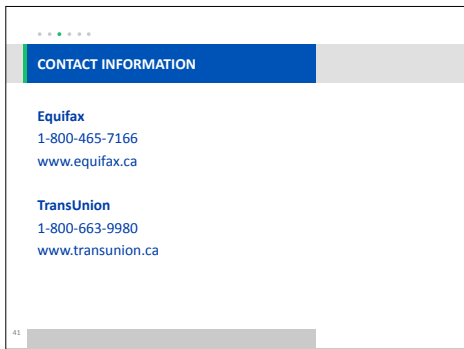 CONTACT INFORMATION
Equifax
1-800-465-7166
www.equifax.ca
TransUnion
1-800-663-9980
www.transunion.ca
41